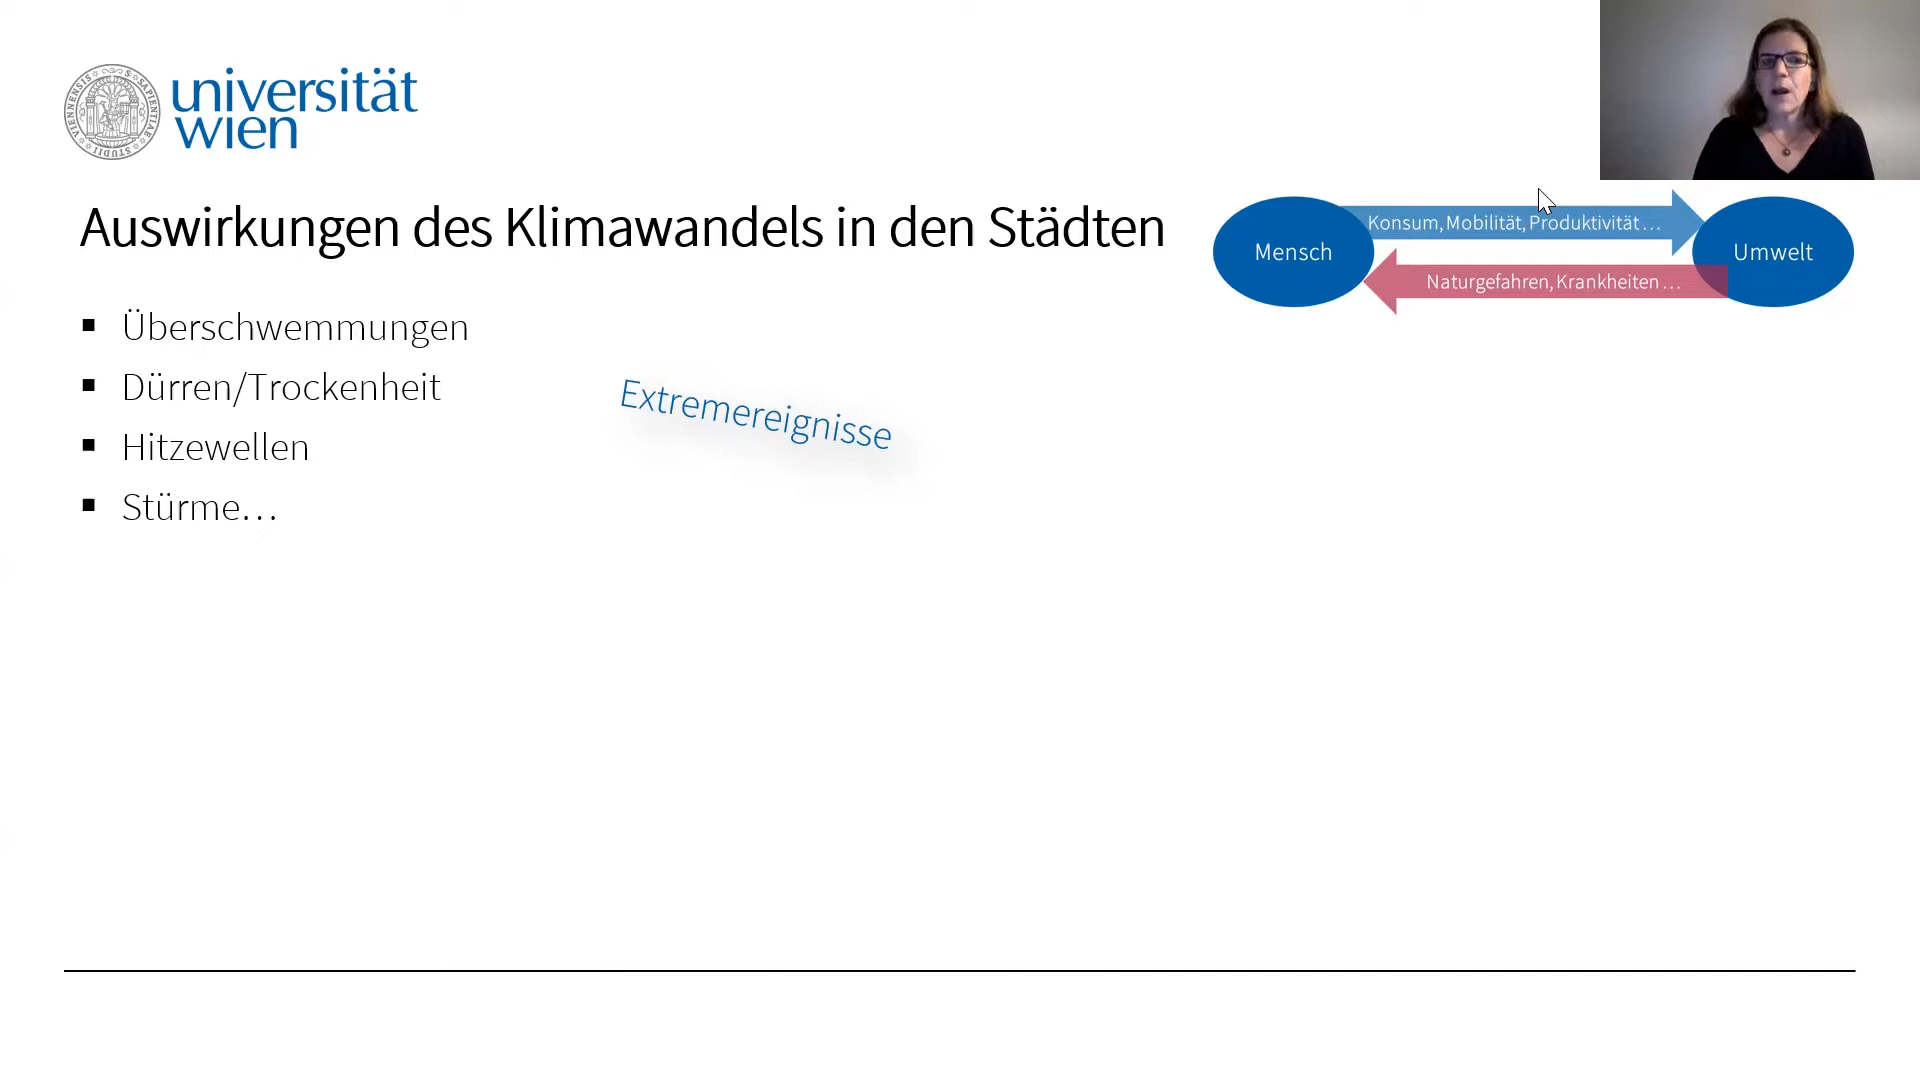 universität
wien
Auswirkungen des Klimawandels in den Städten
Mensch
Konsum, Mobilität, Produktivität…
Naturgefahren, Krankheiten…
Umwelt
▪ Überschwemmungen
▪ Dürren/Trockenheit
▪ Hitzewellen
▪ Stürme…
Extremereignisse